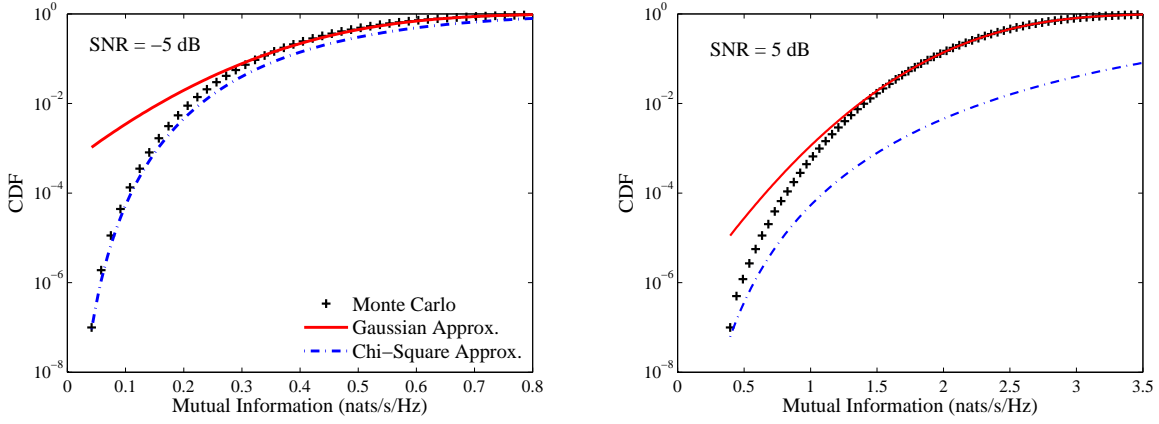 SNR = −5 dB
10^0
10^−2
10^−4
10^−6
10^−8
CDF
Monte Carlo
Gaussian Approx.
Chi−Square Approx.
0 0.1 0.2 0.3 0.4 0.5 0.6 0.7 0.8
Mutual Information (nats/s/Hz)
SNR = 5 dB
10^0
10^−2
10^−4
10^−6
10^−8
CDF
0 0.5 1 1.5 2 2.5 3 3.5
Mutual Information (nats/s/Hz)